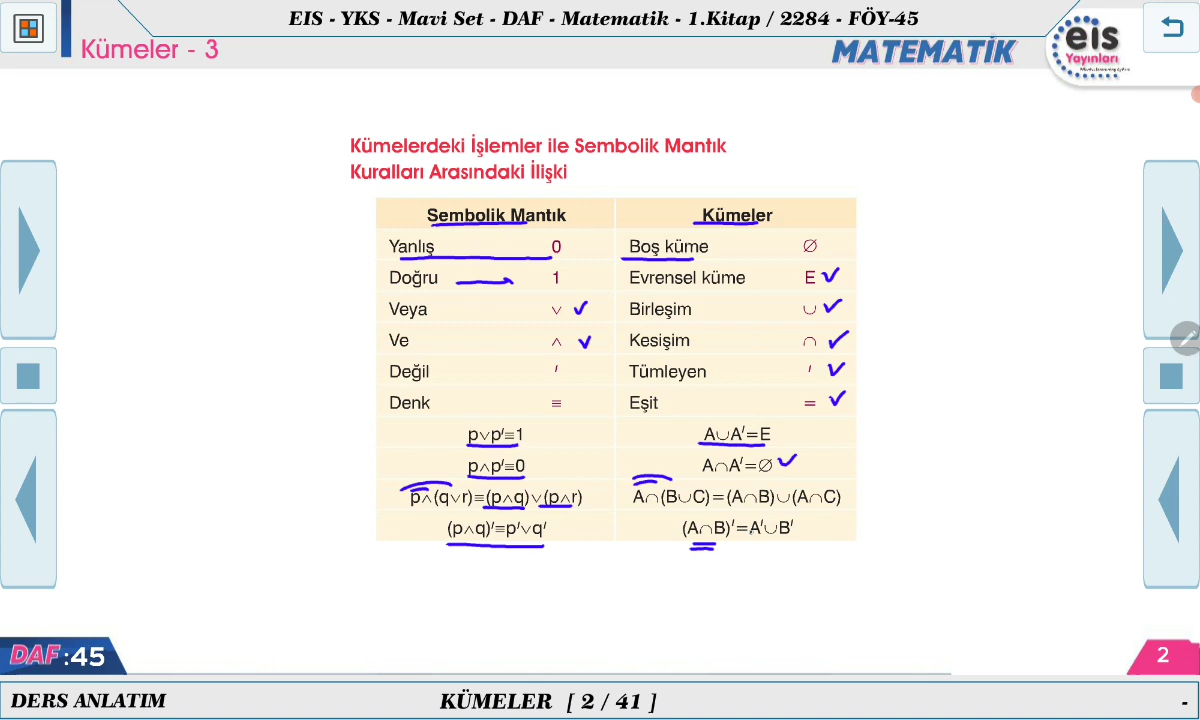 EIS - YKS - Mavi Set - DAF - Matematik - 1.Kitap / 2284 - FÖY-45
Kümeler - 3
MATEMATİK
eis
Yayınları
Kümelerdeki İşlemler ile Sembolik Mantık
Kuralları Arasındaki İlişki
Sembolik Mantık Kümeler
Yanlış 0 Boş küme ∅
Doğru 1 Evrensel küme E
Veya ∨ Birleşim ∪
Ve ∧ Kesişim ∩
Değil ′ Tümleyen ′
Denk ≡ Eşit =
p∨p′≡1 A∪A′=E
p∧p′≡0 A∩A′=∅
p∧(q∨r)≡(p∧q)∨(p∧r) A∩(B∪C)=(A∩B)∪(A∩C)
(p∧q)′≡p′∨q′ (A∩B)′=A′∪B′
DAF:45
2
DERS ANLATIM KÜMELER [ 2 / 41 ] -